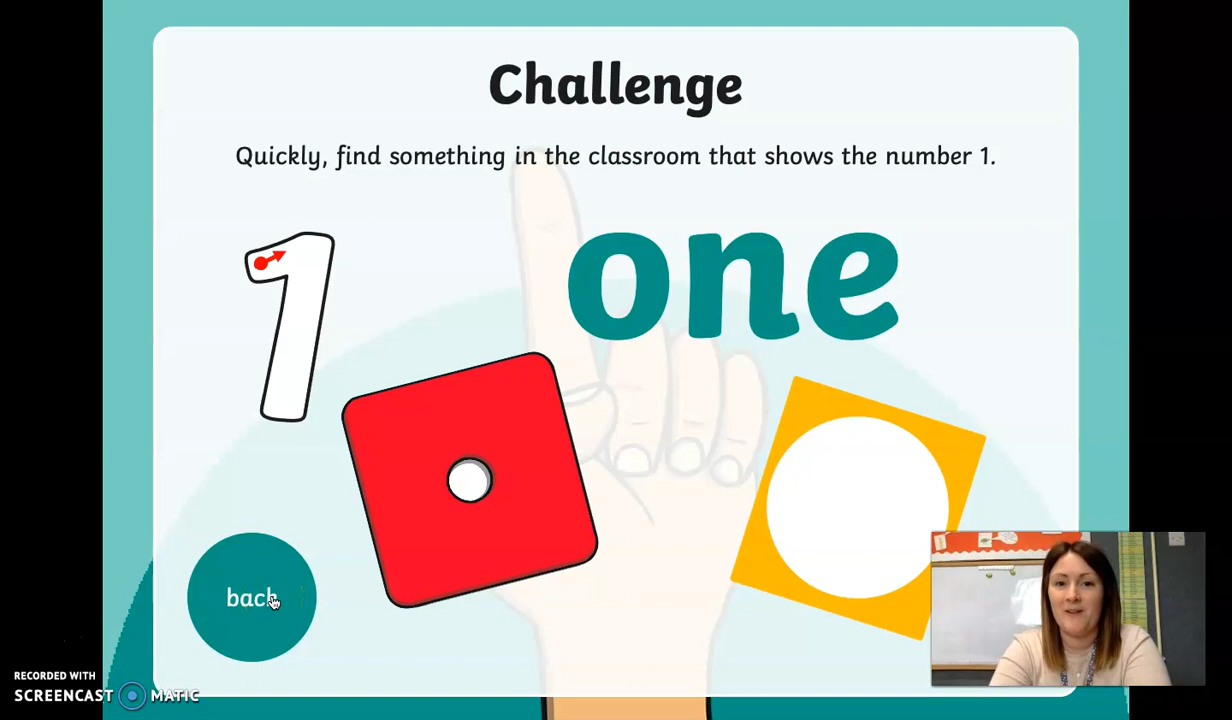 Challenge
Quickly, find something in the classroom that shows the number 1.
1
one
back
RECORDED WITH
SCREENCAST MATIC